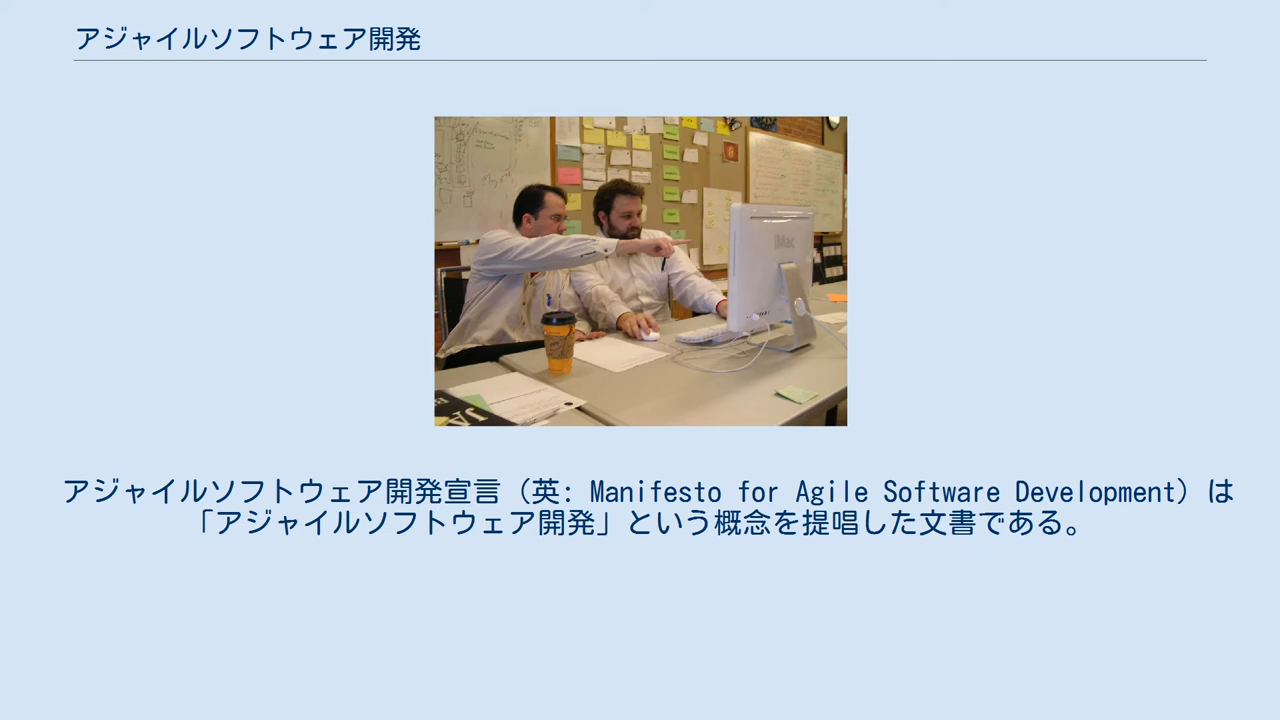 アジャイルソフトウェア開発
iMac
JA
アジャイルソフトウェア開発宣言（英: Manifesto for Agile Software Development）は
「アジャイルソフトウェア開発」という概念を提唱した文書である。